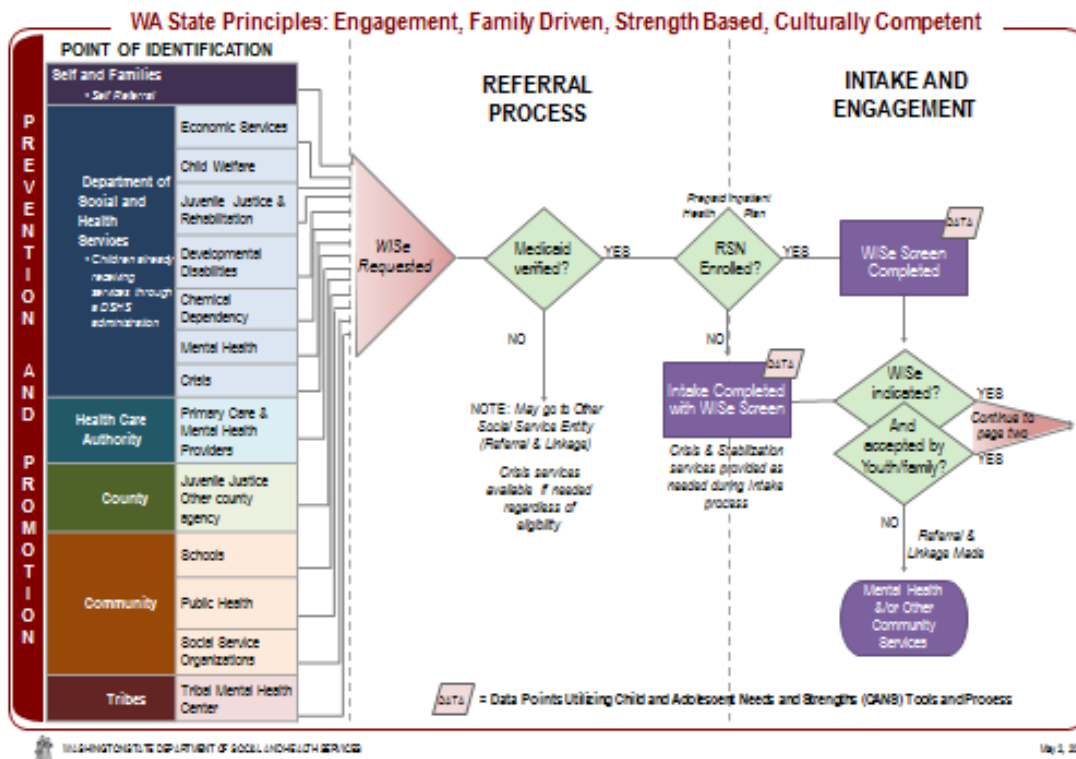 WA State Principles: Engagement, Family Driven, Strength Based, Culturally Competent
POINT OF IDENTIFICATION
PREVENTION AND PROMOTION
Self and Families
• Self Referral
Department of
Social and
Health
Services
• Children already
receiving
services through
a DSHS
administration
Economic Services
Child Welfare
Juvenile Justice &
Rehabilitation
Developmental
Disabilities
Chemical
Dependency
Mental Health
Crisis
Health Care
Authority
Primary Care &
Mental Health
Providers
County
Juvenile Justice
Other county
agency
Community
Schools
Public Health
Social Service
Organizations
Tribes
Tribal Mental Health
Center
WISe
Requested
REFERRAL
PROCESS
Medicaid
verified?
YES
NO
NOTE: May go to Other
Social Service Entity
(Referral & Linkage)
Crisis services
available if needed
regardless of
eligibility
Prepaid Inpatient
Health Plan
RSN
Enrolled?
YES
NO
DATA
Intake Completed
with WISe Screen
Crisis & Stabilization
services provided as
needed during Intake
process
INTAKE AND
ENGAGEMENT
DATA
WISe Screen
Completed
WISe
indicated?
YES
And
accepted by
Youth/family?
YES
Continue to
page two
NO
Referral &
Linkage Made
Mental Health
&/or Other
Community
Services
DATA = Data Points Utilizing Child and Adolescent Needs and Strengths (CANS) Tools and Process
WASHINGTON STATE DEPARTMENT OF SOCIAL AND HEALTH SERVICES